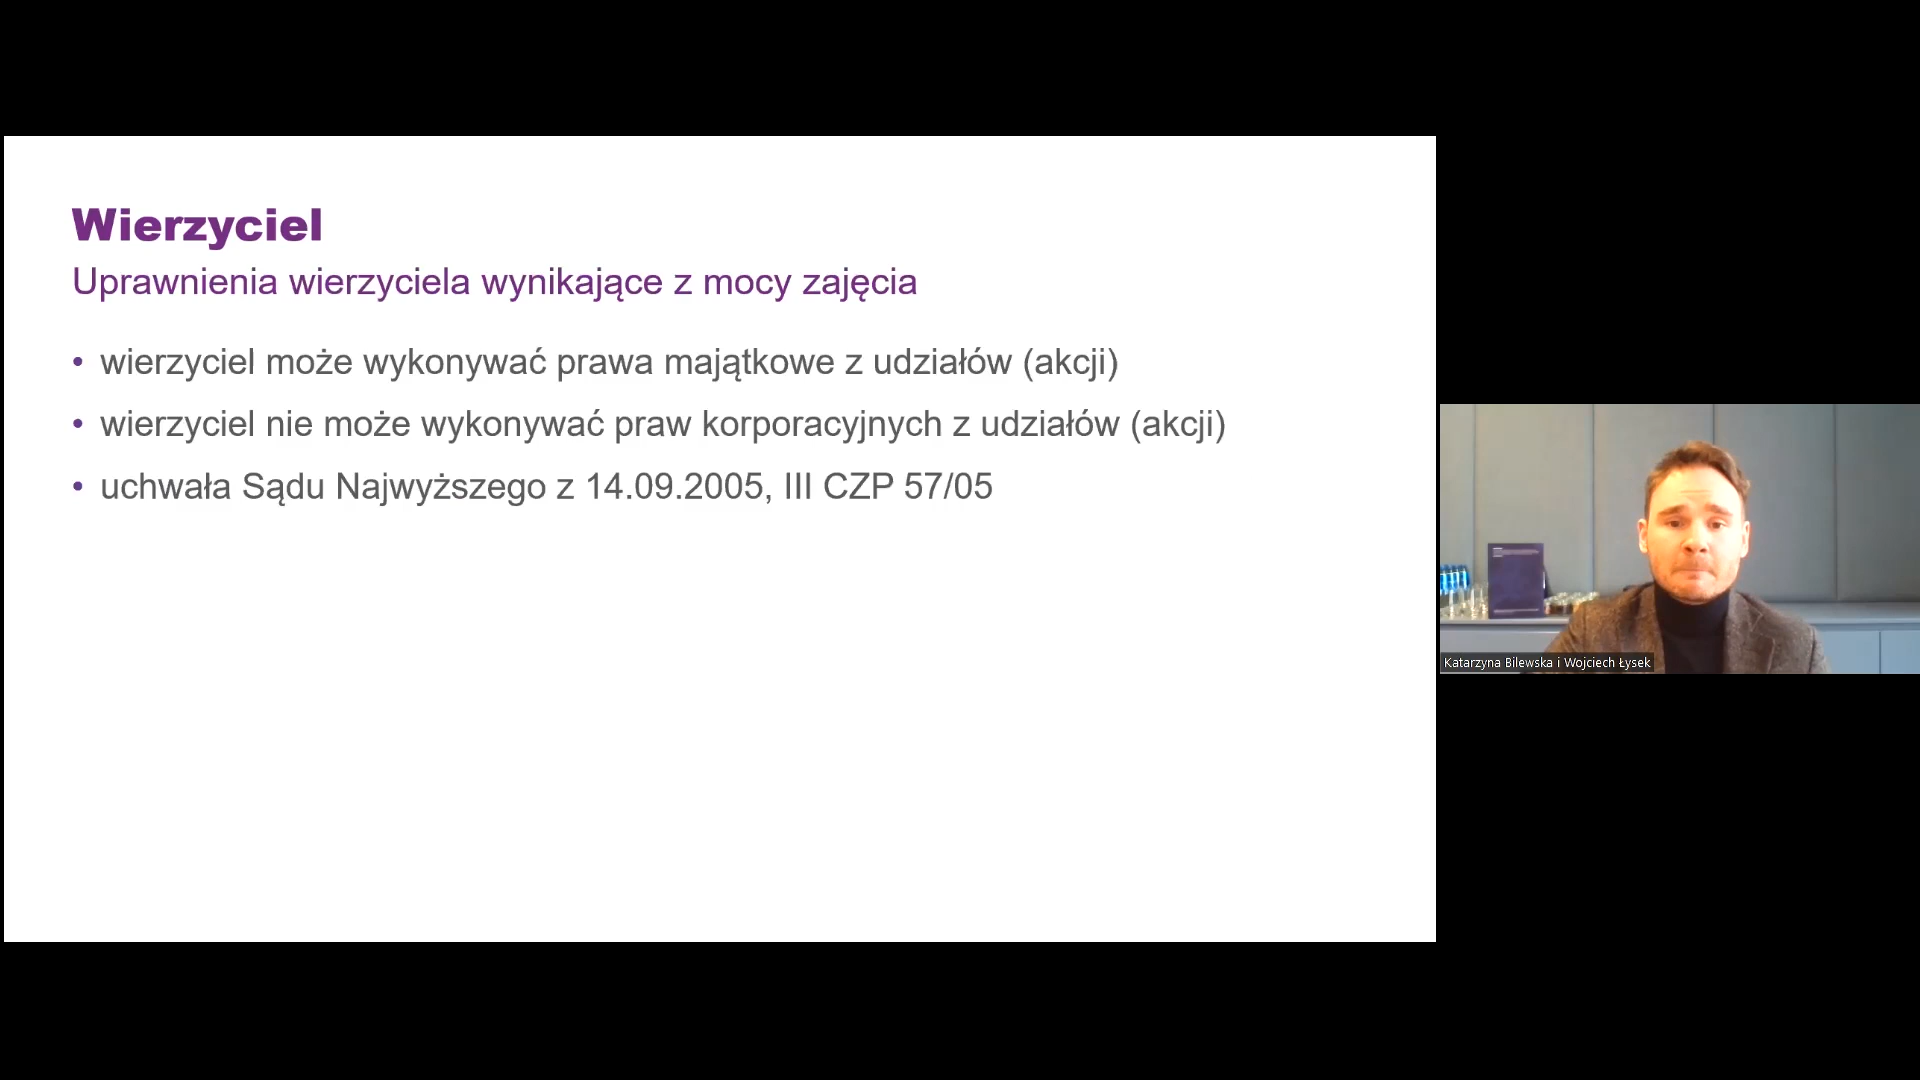 Wierzyciel
Uprawnienia wierzyciela wynikające z mocy zajęcia
• wierzyciel może wykonywać prawa majątkowe z udziałów (akcji)
• wierzyciel nie może wykonywać praw korporacyjnych z udziałów (akcji)
• uchwała Sądu Najwyższego z 14.09.2005, III CZP 57/05
Katarzyna Bilewska i Wojciech Łysek